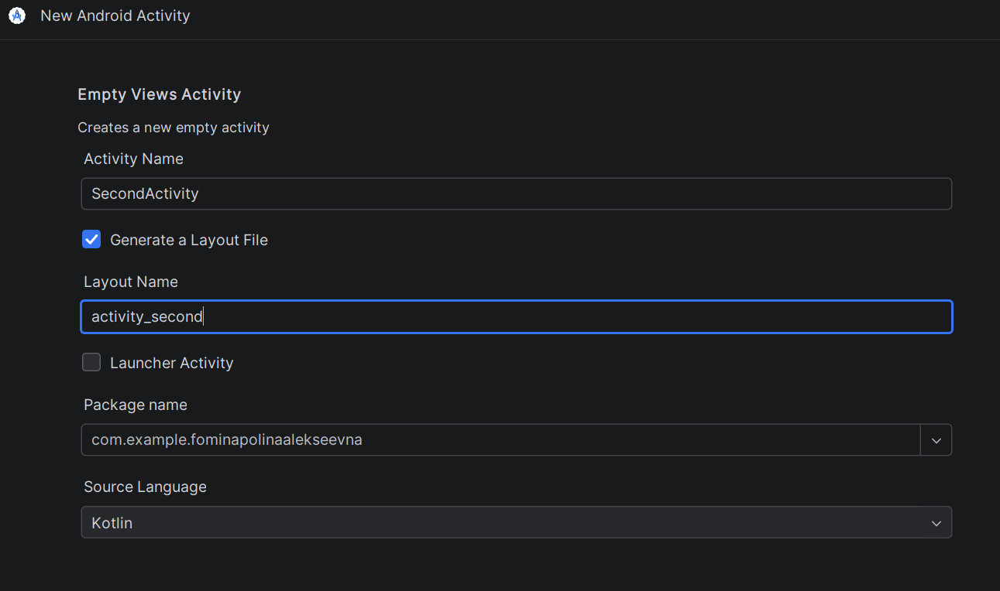 New Android Activity
Empty Views Activity
Creates a new empty activity
Activity Name
SecondActivity
Generate a Layout File
Layout Name
activity_second
Launcher Activity
Package name
com.example.fominapolinaalekseevna
Source Language
Kotlin